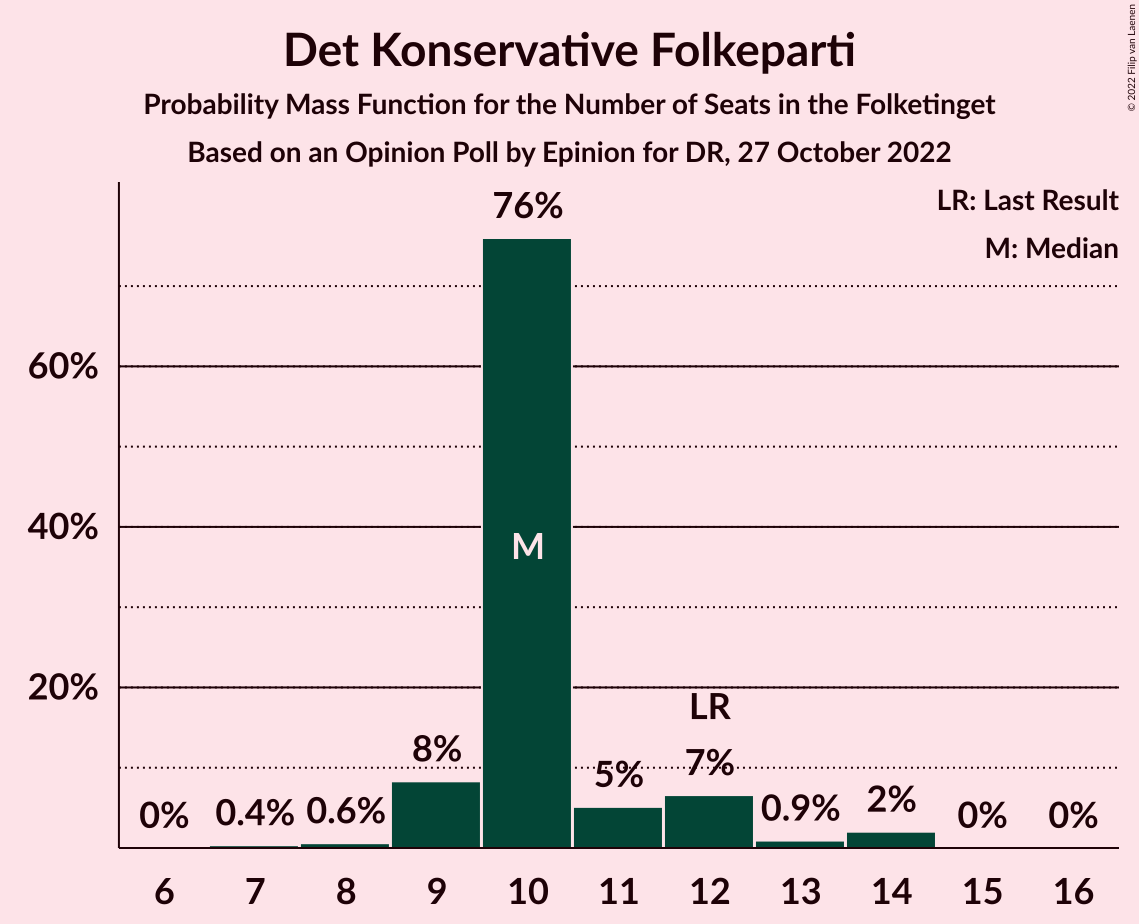 Det Konservative Folkeparti
Probability Mass Function for the Number of Seats in the Folketinget
Based on an Opinion Poll by Epinion for DR, 27 October 2022
© 2022 Filip van Laenen
LR: Last Result
M: Median
60%
40%
20%
0%
0.4%
0.6%
8%
76%
M
5%
LR
7%
0.9%
2%
0%
0%
6 7 8 9 10 11 12 13 14 15 16